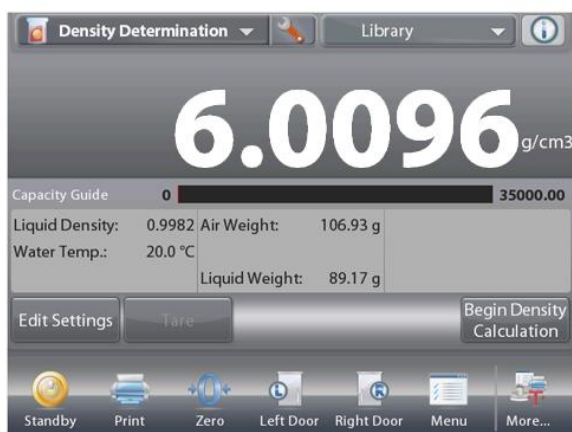 Density Determination Library
6.0096 g/cm3
Capacity Guide 0 35000.00
Liquid Density: 0.9982 Air Weight: 106.93 g
Water Temp.: 20.0 °C
Liquid Weight: 89.17 g
Edit Settings Tare Begin Density
Calculation
L R
Standby Print Zero Left Door Right Door Menu More...